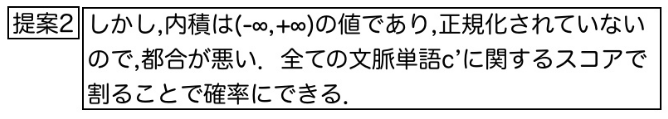 提案2 しかし,内積は(-∞,+∞)の値であり,正規化されていない
ので,都合が悪い．全ての文脈単語c’に関するスコアで
割ることで確率にできる．